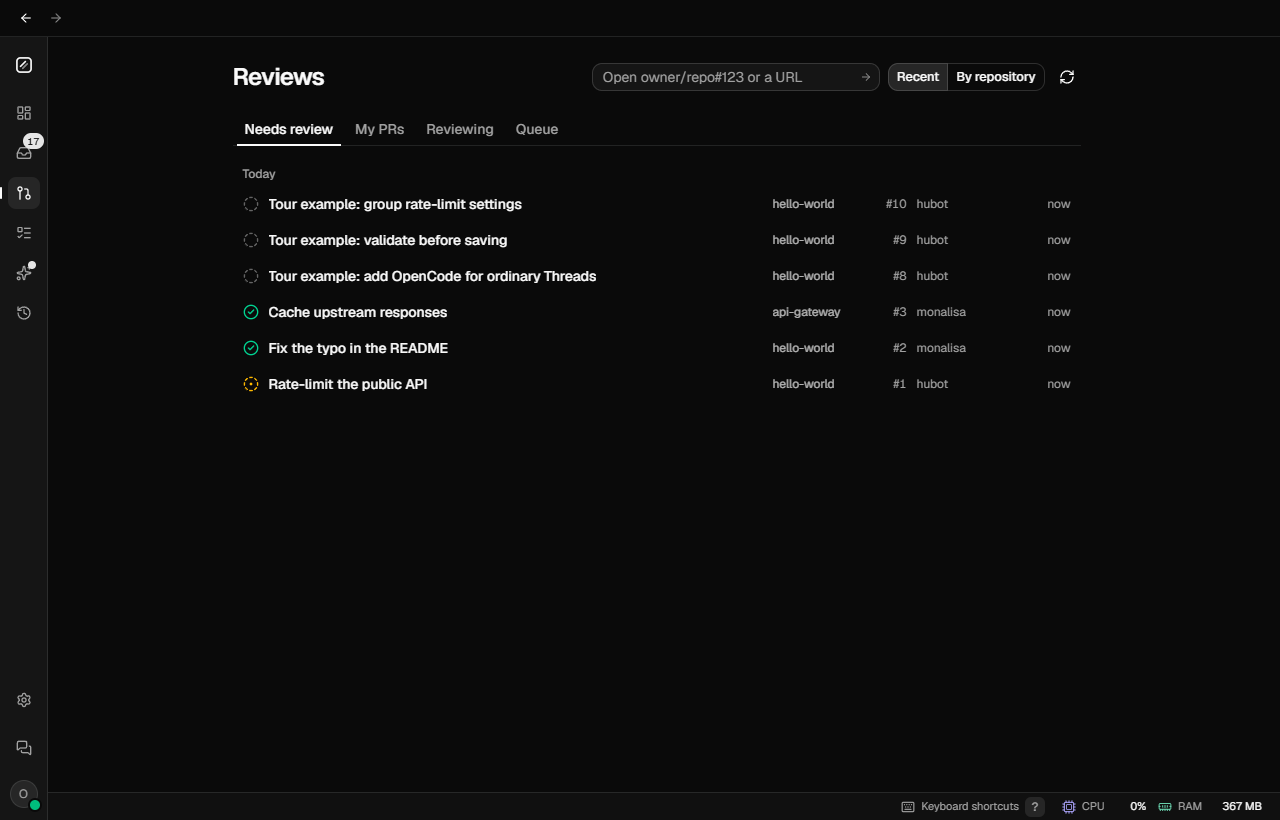 Reviews
Open owner/repo#123 or a URL
Recent By repository
17
Needs review My PRs Reviewing Queue
Today
Tour example: group rate-limit settings hello-world #10 hubot now
Tour example: validate before saving hello-world #9 hubot now
Tour example: add OpenCode for ordinary Threads hello-world #8 hubot now
Cache upstream responses api-gateway #3 monalisa now
Fix the typo in the README hello-world #2 monalisa now
Rate-limit the public API hello-world #1 hubot now
O
Keyboard shortcuts ? CPU 0% RAM 367 MB